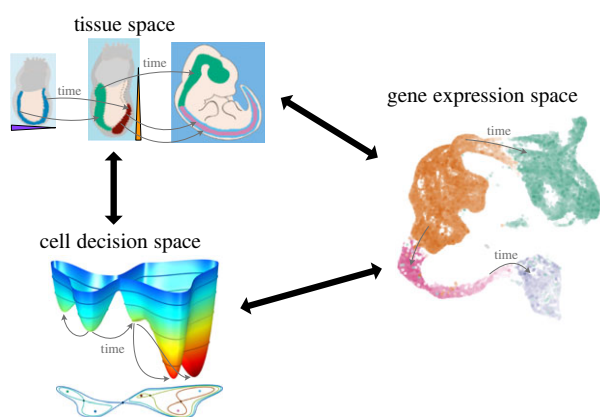 tissue space
time
time
gene expression space
time
time
cell decision space
time